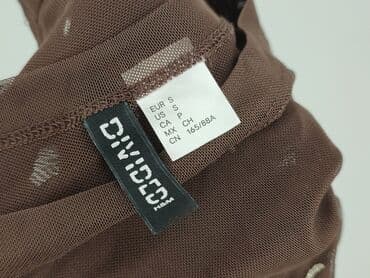 EUR S
US S
CA P
MX CH
CN 165/88A
DIVIDED
H&M